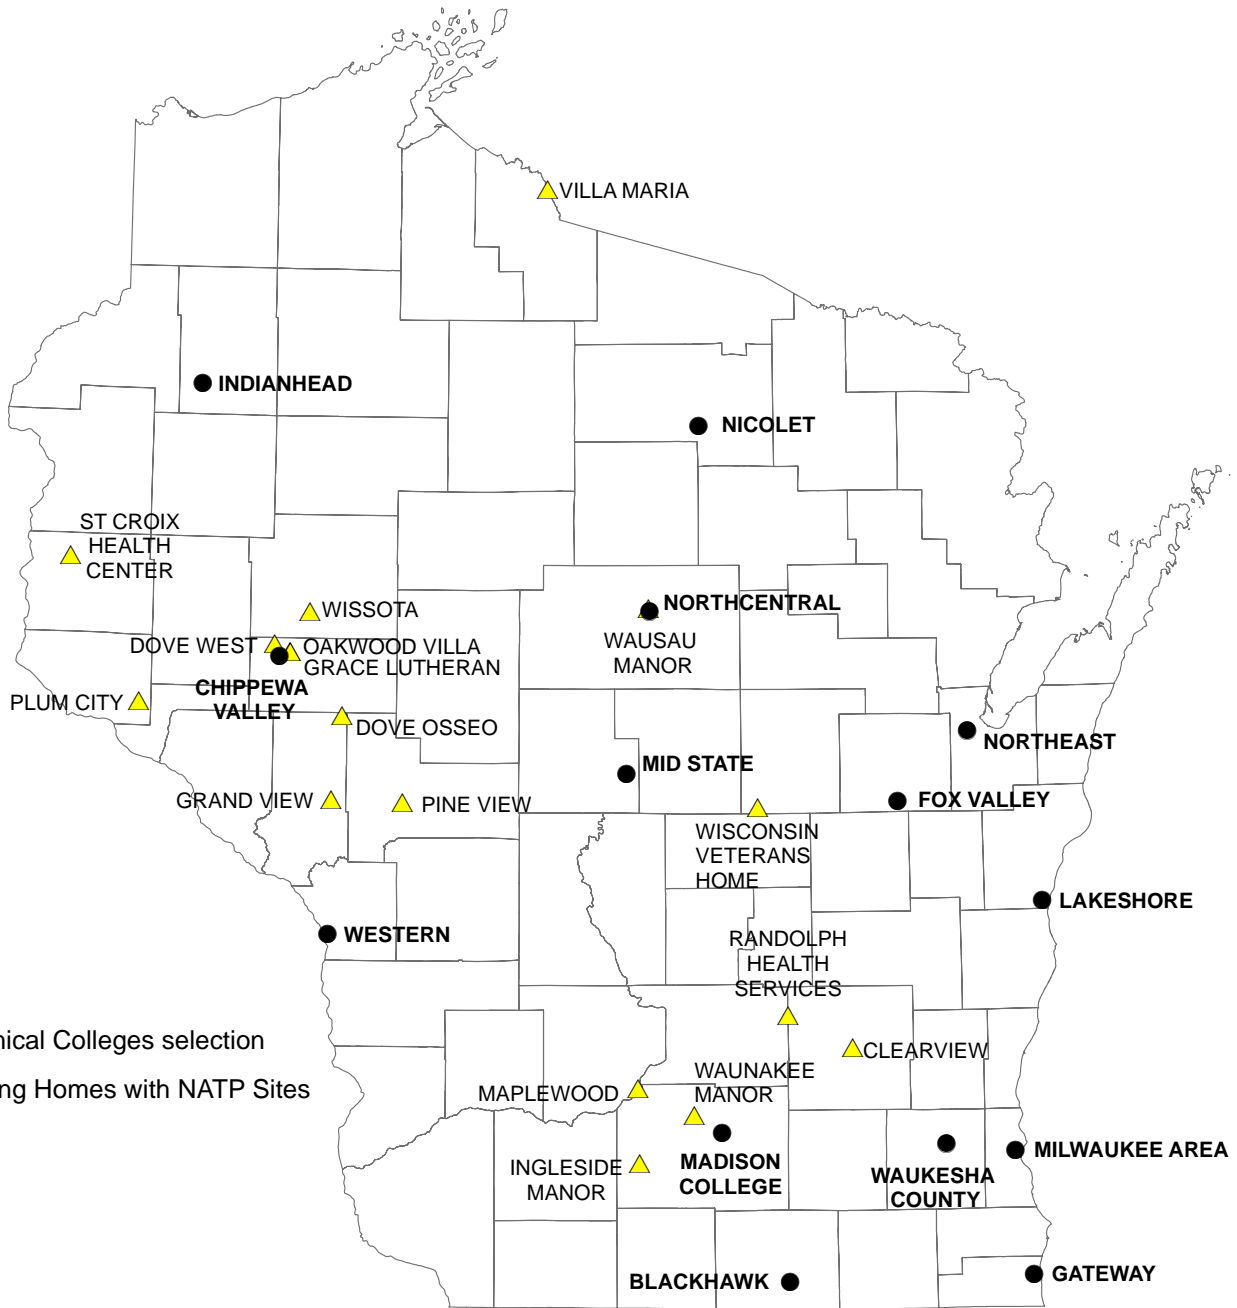 VILLA MARIA
INDIANHEAD
NICOLET
ST CROIX
HEALTH
CENTER
WISSOTA
NORTHCENTRAL
WAUSAU
MANOR
DOVE WEST
OAKWOOD VILLA
GRACE LUTHERAN
CHIPPEWA
VALLEY
PLUM CITY
DOVE OSSEO
NORTHEAST
MID STATE
GRAND VIEW
PINE VIEW
FOX VALLEY
WISCONSIN
VETERANS
HOME
LAKESHORE
WESTERN
RANDOLPH
HEALTH
SERVICES
nical Colleges selection
CLEARVIEW
ng Homes with NATP Sites
MAPLEWOOD
WAUNAKEE
MANOR
MADISON
COLLEGE
INGLESIDE
MANOR
WAUKESHA
COUNTY
MILWAUKEE AREA
BLACKHAWK
GATEWAY